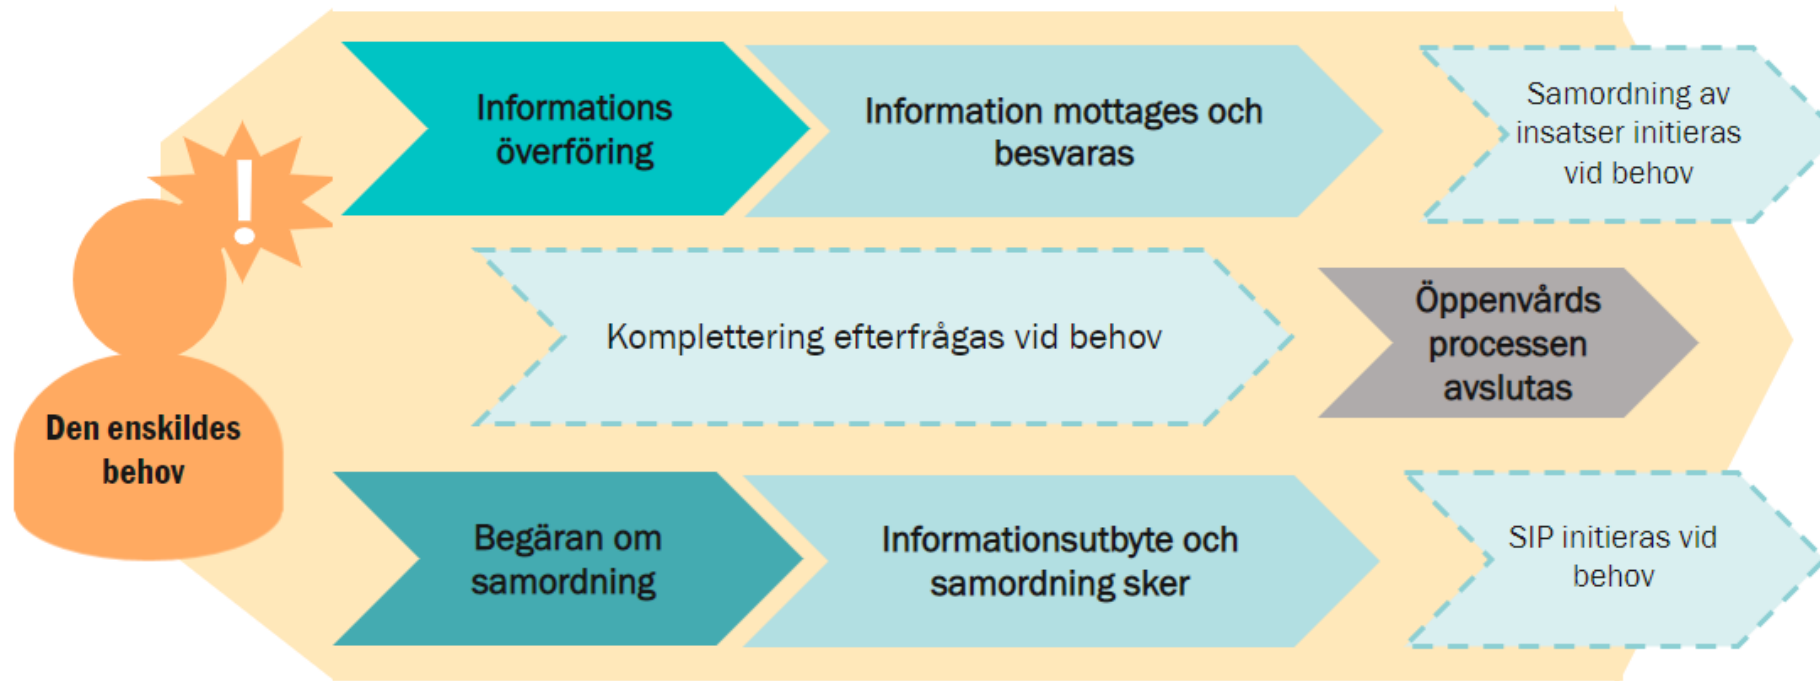 Informations
överföring
Information mottages och
besvaras
Samordning av
insatser initieras
vid behov
!
Komplettering efterfrågas vid behov
Öppenvårds
processen
avslutas
Den enskildes
behov
Begäran om
samordning
Informationsutbyte och
samordning sker
SIP initieras vid
behov